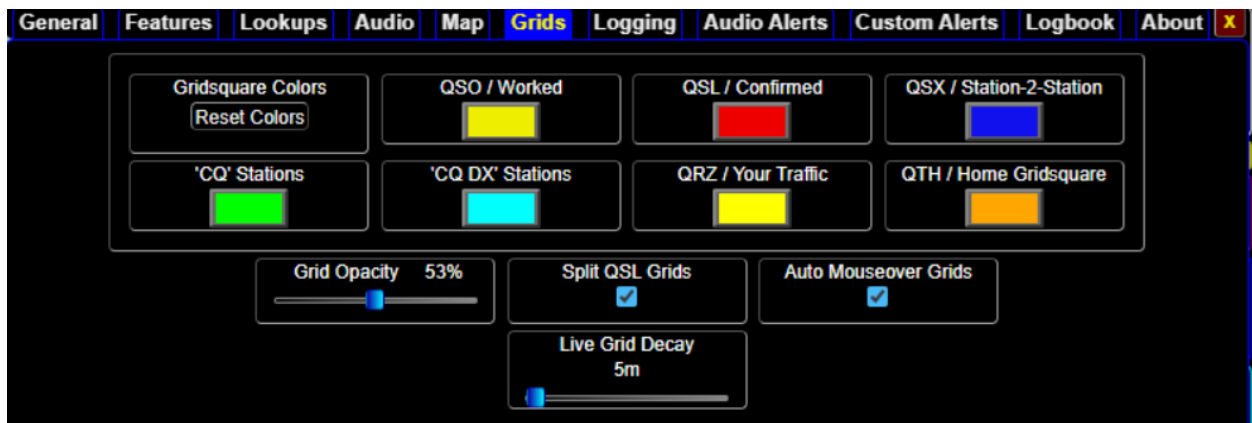 General Features Lookups Audio Map Grids Logging Audio Alerts Custom Alerts Logbook About X
Gridsquare Colors QSO / Worked QSL / Confirmed QSX / Station-2-Station
Reset Colors
'CQ' Stations 'CQ DX' Stations QRZ / Your Traffic QTH / Home Gridsquare
Grid Opacity 53% Split QSL Grids Auto Mouseover Grids
Live Grid Decay
5m